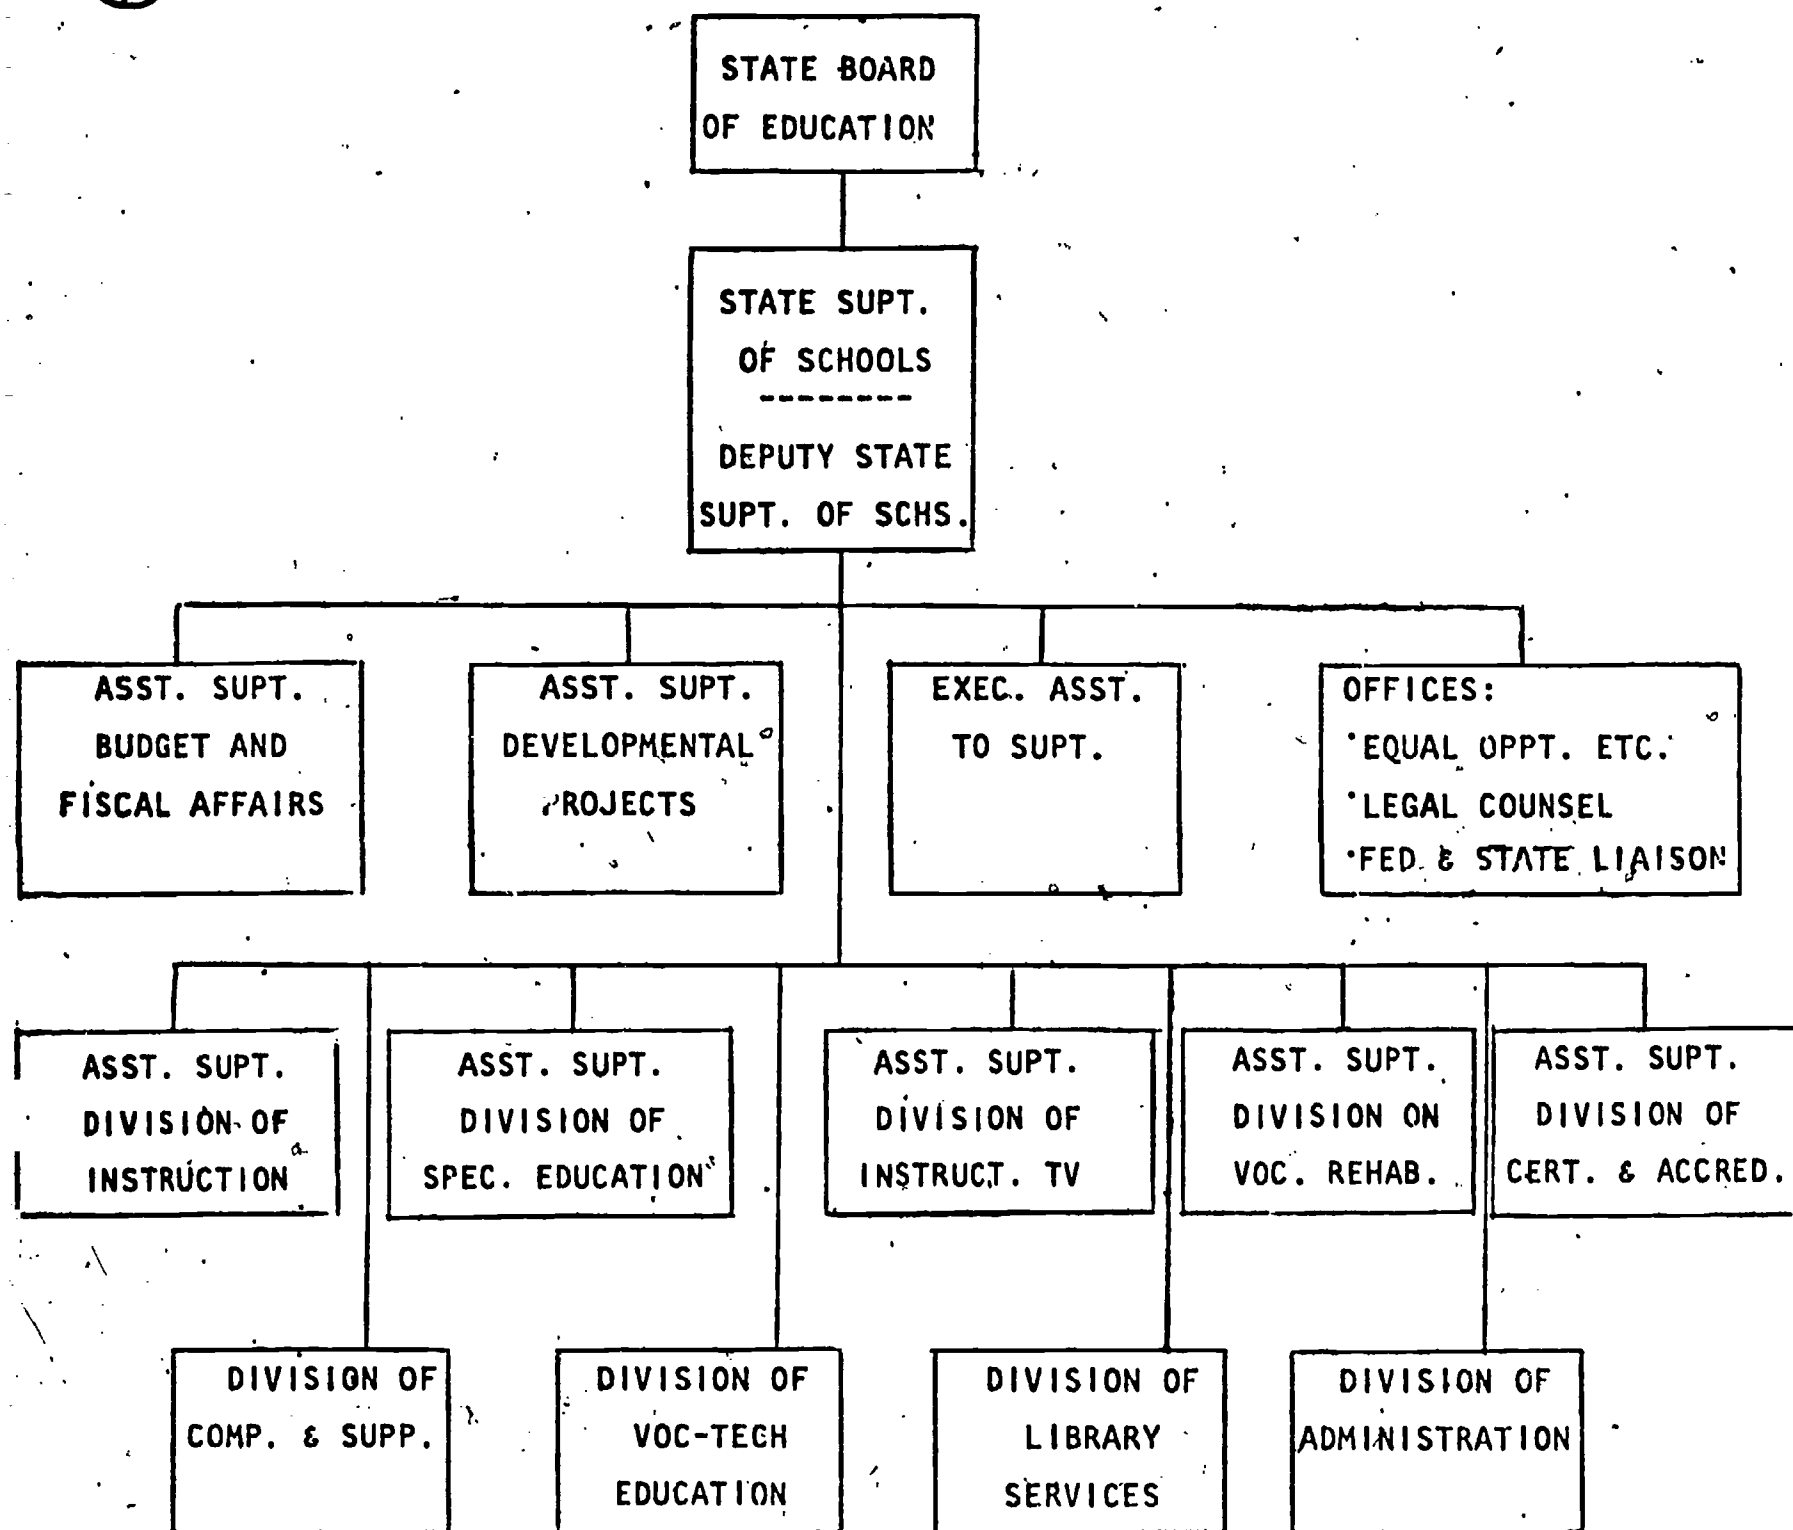 STATE BOARD
OF EDUCATION
STATE SUPT.
OF SCHOOLS
--------
DEPUTY STATE
SUPT. OF SCHS.
ASST. SUPT.
BUDGET AND
FISCAL AFFAIRS
ASST. SUPT.
DEVELOPMENTAL
PROJECTS
EXEC. ASST.
TO SUPT.
OFFICES:
·EQUAL OPPT. ETC.
·LEGAL COUNSEL
·FED. & STATE LIAISON
ASST. SUPT.
DIVISION OF
INSTRUCTION
ASST. SUPT.
DIVISION OF
SPEC. EDUCATION
ASST. SUPT.
DIVISION OF
INSTRUCT. TV
ASST. SUPT.
DIVISION ON
VOC. REHAB.
ASST. SUPT.
DIVISION OF
CERT. & ACCRED.
DIVISION OF
COMP. & SUPP.
DIVISION OF
VOC-TECH
EDUCATION
DIVISION OF
LIBRARY
SERVICES
DIVISION OF
ADMINISTRATION